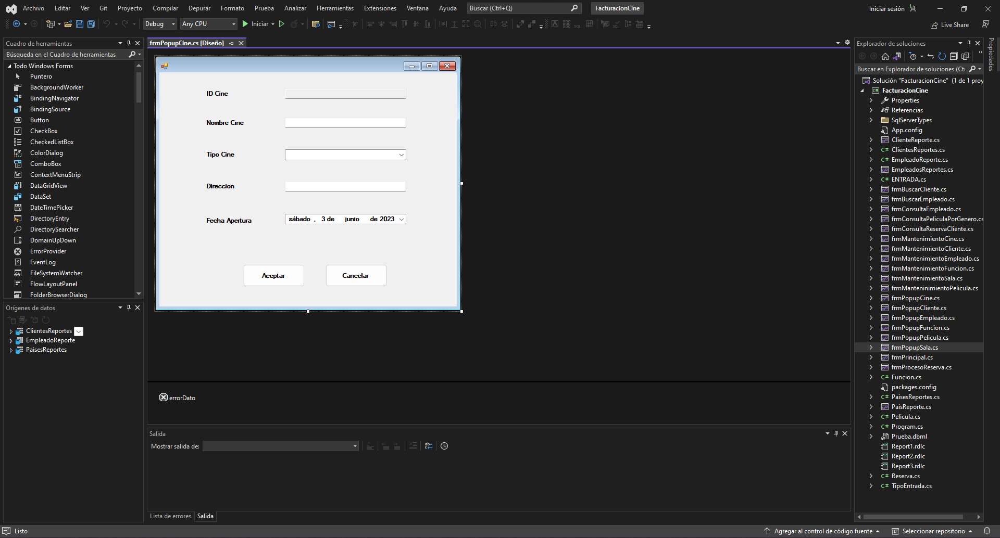 Archivo Editar Ver Git Proyecto Compilar Depurar Formato Prueba Analizar Herramientas Extensiones Ventana Ayuda Buscar (Ctrl+Q) FacturacionCine Iniciar sesión
Debug Any CPU Iniciar Live Share
Cuadro de herramientas
Búsqueda en el Cuadro de herramientas
Todo Windows Forms
Puntero
BackgroundWorker
BindingNavigator
BindingSource
Button
CheckBox
CheckedListBox
ColorDialog
ComboBox
ContextMenuStrip
DataGridView
DataSet
DateTimePicker
DirectoryEntry
DirectorySearcher
DomainUpDown
ErrorProvider
EventLog
FileSystemWatcher
FlowLayoutPanel
FolderBrowserDialog
Orígenes de datos
ClientesReportes
EmpleadoReporte
PaisesReportes
frmPopupCine.cs [Diseño]
ID Cine
Nombre Cine
Tipo Cine
Direccion
Fecha Apertura sábado , 3 de junio de 2023
Aceptar Cancelar
errorDato
Salida
Mostrar salida de:
Lista de errores Salida
Explorador de soluciones
Buscar en Explorador de soluciones (Ctr
Solución "FacturacionCine" (1 de 1 proy
FacturacionCine
Properties
Referencias
SqlServerTypes
App.config
ClienteReporte.cs
ClientesReportes.cs
EmpleadoReporte.cs
EmpleadosReportes.cs
ENTRADA.cs
frmBuscarCliente.cs
frmBuscarEmpleado.cs
frmConsultaEmpleado.cs
frmConsultaPeliculaPorGenero.cs
frmConsultaReservaCliente.cs
frmMantenimientoCine.cs
frmMantenimientoCliente.cs
frmMantenimientoEmpleado.cs
frmMantenimientoFuncion.cs
frmMantenimientoSala.cs
frmManteninimientoPelicula.cs
frmPopupCine.cs
frmPopupCliente.cs
frmPopupEmpleado.cs
frmPopupFuncion.cs
frmPopupPelicula.cs
frmPopupSala.cs
frmPrincipal.cs
frmProcesoReserva.cs
Funcion.cs
packages.config
PaisesReportes.cs
PaisReporte.cs
Pelicula.cs
Program.cs
Prueba.dbml
Report1.rdlc
Report2.rdlc
Report3.rdlc
Reserva.cs
TipoEntrada.cs
Propiedades
Listo Agregar al control de código fuente Seleccionar repositorio